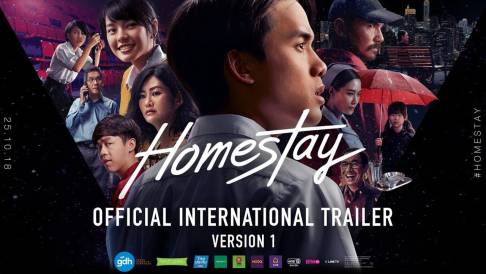 25.10.18
#HOMESTAY
Homestay
OFFICIAL INTERNATIONAL TRAILER
VERSION 1
gdh